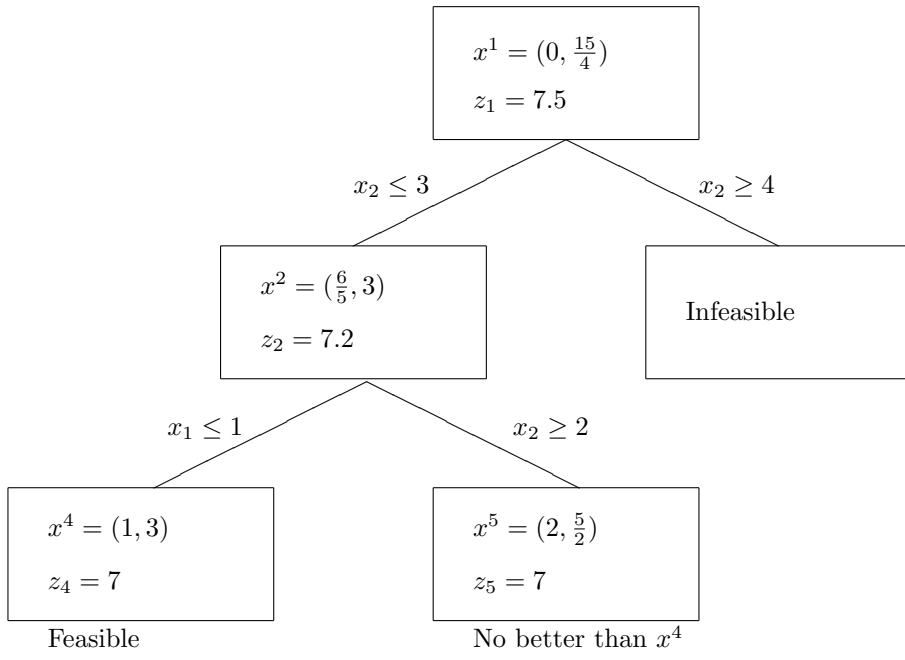 x¹ = (0, 15/4)
z₁ = 7.5
x₂ ≤ 3
x₂ ≥ 4
x² = (6/5, 3)
z₂ = 7.2
Infeasible
x₁ ≤ 1
x₂ ≥ 2
x⁴ = (1, 3)
z₄ = 7
x⁵ = (2, 5/2)
z₅ = 7
Feasible
No better than x⁴